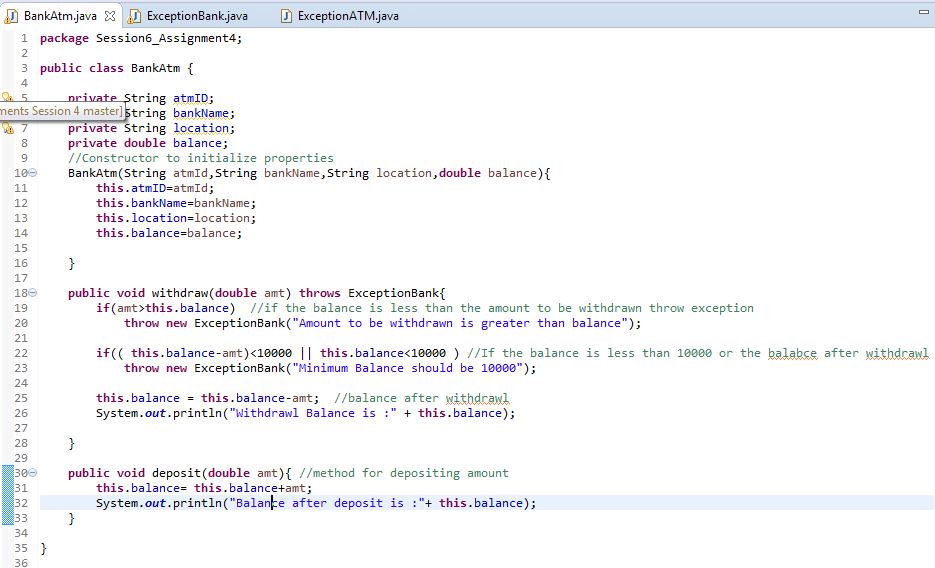 BankAtm.java ExceptionBank.java ExceptionATM.java
1 package Session6_Assignment4;
2
3 public class BankAtm {
4
5 private String atmID;
ments Session 4 master] String bankName;
7 private String location;
8 private double balance;
9 //Constructor to initialize properties
10 BankAtm(String atmId,String bankName,String location,double balance){
11 this.atmID=atmId;
12 this.bankName=bankName;
13 this.location=location;
14 this.balance=balance;
15
16 }
17
18 public void withdraw(double amt) throws ExceptionBank{
19 if(amt>this.balance) //if the balance is less than the amount to be withdrawn throw exception
20 throw new ExceptionBank("Amount to be withdrawn is greater than balance");
21
22 if(( this.balance-amt)<10000 || this.balance<10000 ) //If the balance is less than 10000 or the balabce after withdrawl
23 throw new ExceptionBank("Minimum Balance should be 10000");
24
25 this.balance = this.balance-amt; //balance after withdrawl
26 System.out.println("Withdrawl Balance is :" + this.balance);
27
28 }
29
30 public void deposit(double amt){ //method for depositing amount
31 this.balance= this.balance+amt;
32 System.out.println("Balance after deposit is :"+ this.balance);
33 }
34
35 }
36